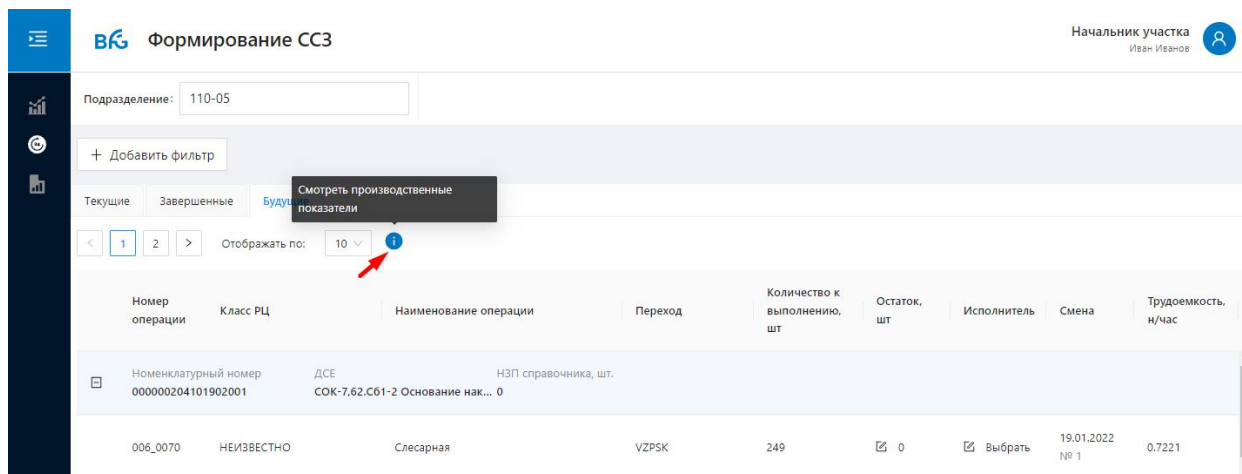 BFG Формирование ССЗ
Начальник участка
Иван Иванов
Подразделение: 110-05
+ Добавить фильтр
Смотреть производственные
показатели
Текущие Завершенные
< 1 2 > Отображать по: 10
Номер операции Класс РЦ Наименование операции Переход Количество к выполнению, шт Остаток, шт Исполнитель Смена Трудоемкость, н/час
Номенклатурный номер ДСЕ НЗП справочника, шт.
000000204101902001 СОК-7,62.Сб1-2 Основание нак... 0
006_0070 НЕИЗВЕСТНО Слесарная VZPSK 249 0 Выбрать 19.01.2022 № 1 0.7221